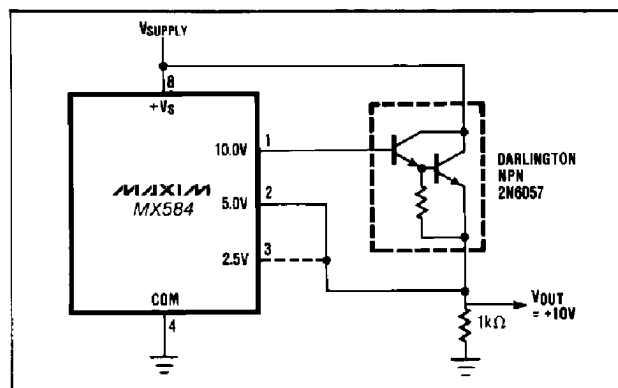 VSUPPLY
8
+VS
10.0V
1
DARLINGTON
NPN
2N6057
MAXIM
MX584
5.0V
2
2.5V
3
COM
4
VOUT
= +10V
1kΩ